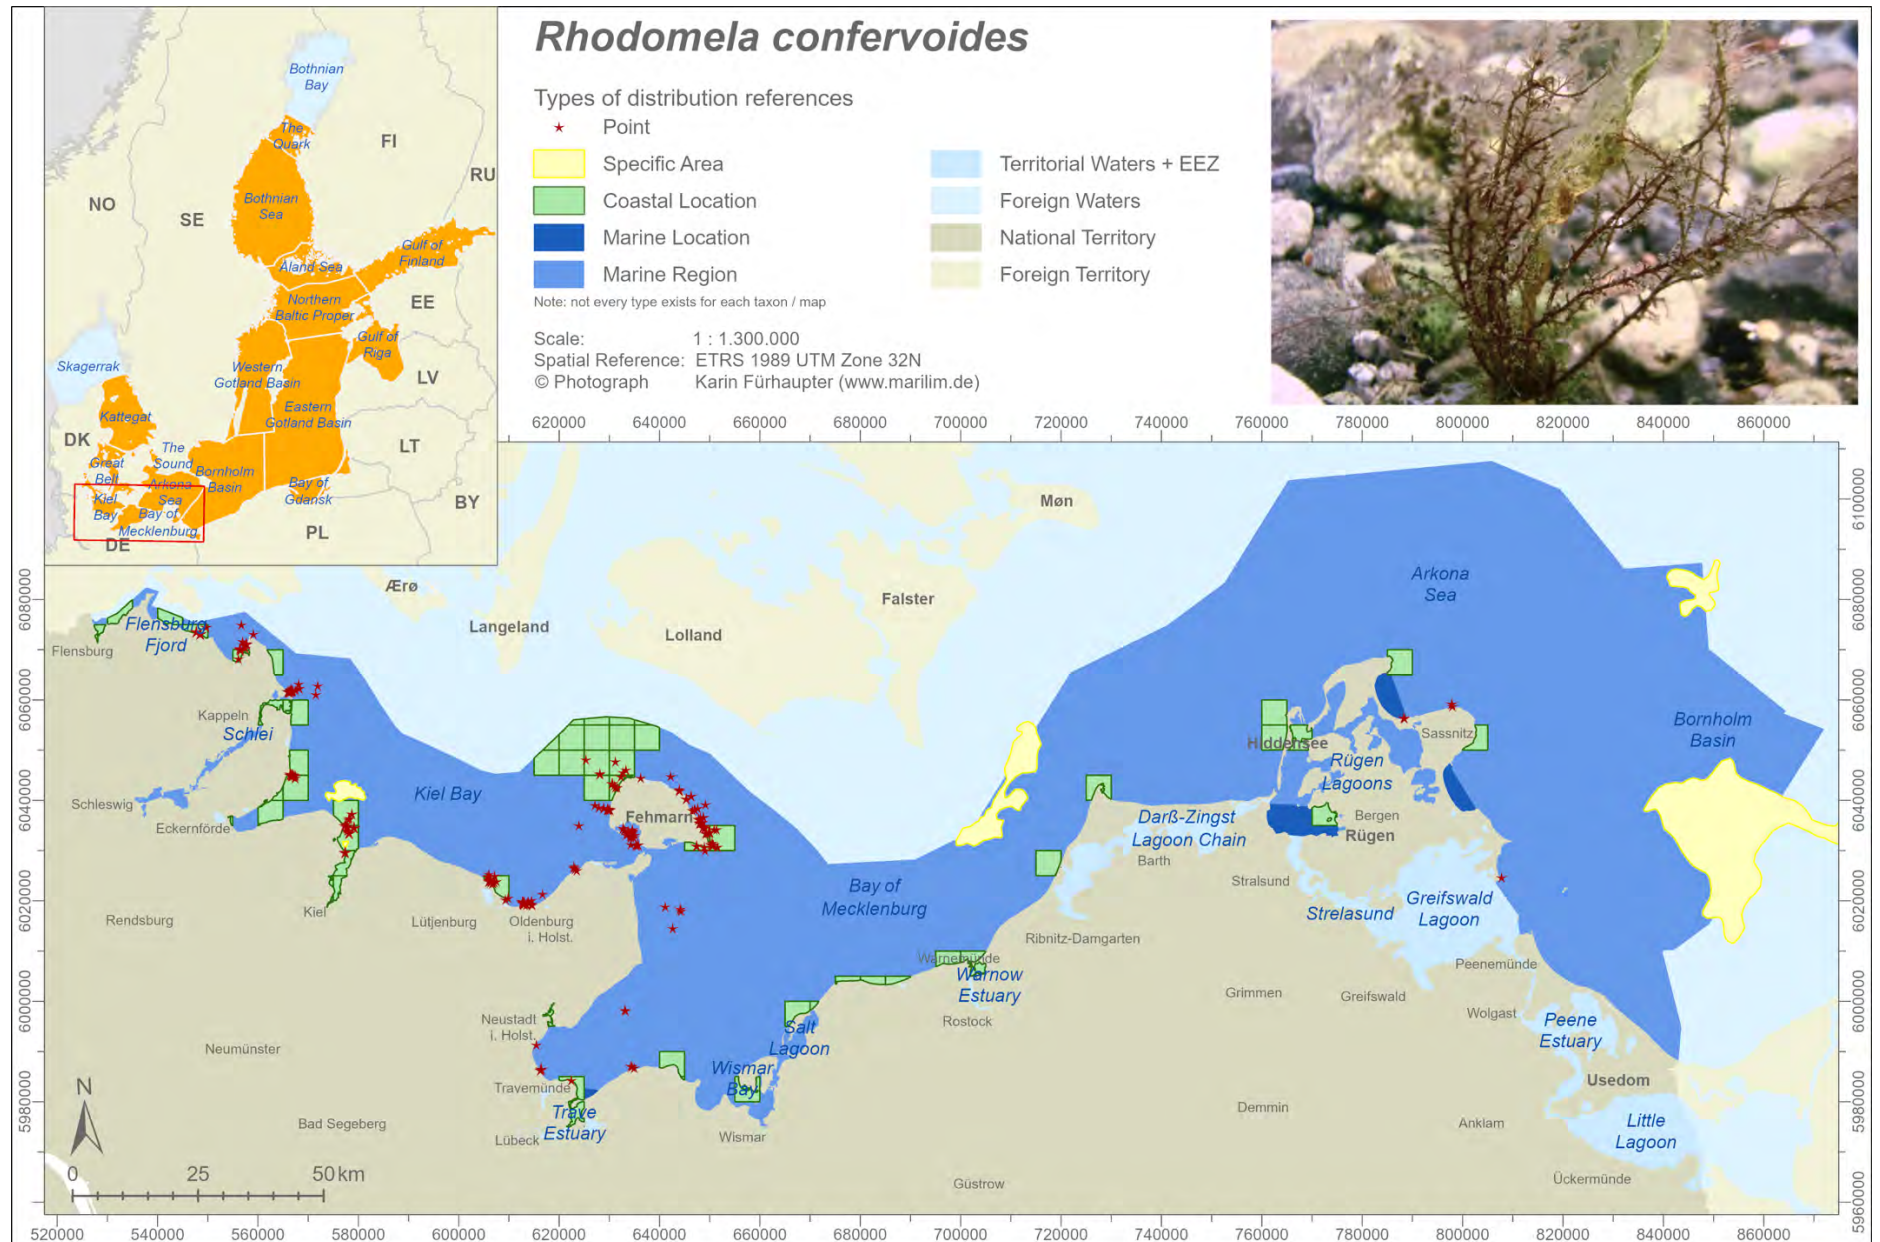 Rhodomela confervoides
Types of distribution references
Point
Specific Area
Coastal Location
Marine Location
Marine Region
Territorial Waters + EEZ
Foreign Waters
National Territory
Foreign Territory
Note: not every type exists for each taxon / map
Scale: 1 : 1.300.000
Spatial Reference: ETRS 1989 UTM Zone 32N
© Photograph Karin Fürhaupter (www.marilim.de)
Bothnian
Bay
The
Quark
FI
RU
NO
SE
Bothnian
Sea
Gulf of
Finland
Åland Sea
Northern
Baltic Proper
EE
Gulf of
Riga
Skagerrak
Western
Gotland Basin
LV
Kattegat
Eastern
Gotland Basin
DK
The
Sound
LT
Great
Belt
Arkona
Sea
Bornholm
Basin
Bay of
Gdansk
Kiel
Bay
Bay of
Mecklenburg
BY
DE
PL
620000 640000 660000 680000 700000 720000 740000 760000 780000 800000 820000 840000 860000
6100000
6080000
6060000
6040000
6020000
6000000
5980000
5960000
6080000
6060000
6040000
6020000
6000000
5980000
Møn
Ærø
Langeland
Lolland
Falster
Arkona
Sea
Flensburg
Fjord
Flensburg
Kappeln
Schlei
Schleswig
Eckernförde
Kiel Bay
Fehmarn
Hiddensee
Sassnitz
Rügen
Lagoons
Bornholm
Basin
Bergen
Rügen
Darß-Zingst
Lagoon Chain
Barth
Stralsund
Strelasund
Greifswald
Lagoon
Rendsburg
Kiel
Lütjenburg
Oldenburg
i. Holst.
Bay of
Mecklenburg
Ribnitz-Damgarten
Warnemünde
Warnow
Estuary
Rostock
Peenemünde
Grimmen
Greifswald
Wolgast
Peene
Estuary
Neustadt
i. Holst.
Neumünster
Salt
Lagoon
Wismar
Bay
Travemünde
Trave
Estuary
Usedom
Demmin
Anklam
Little
Lagoon
Bad Segeberg
Lübeck
Wismar
Güstrow
Ückermünde
N
0 25 50 km
520000 540000 560000 580000 600000 620000 640000 660000 680000 700000 720000 740000 760000 780000 800000 820000 840000 860000